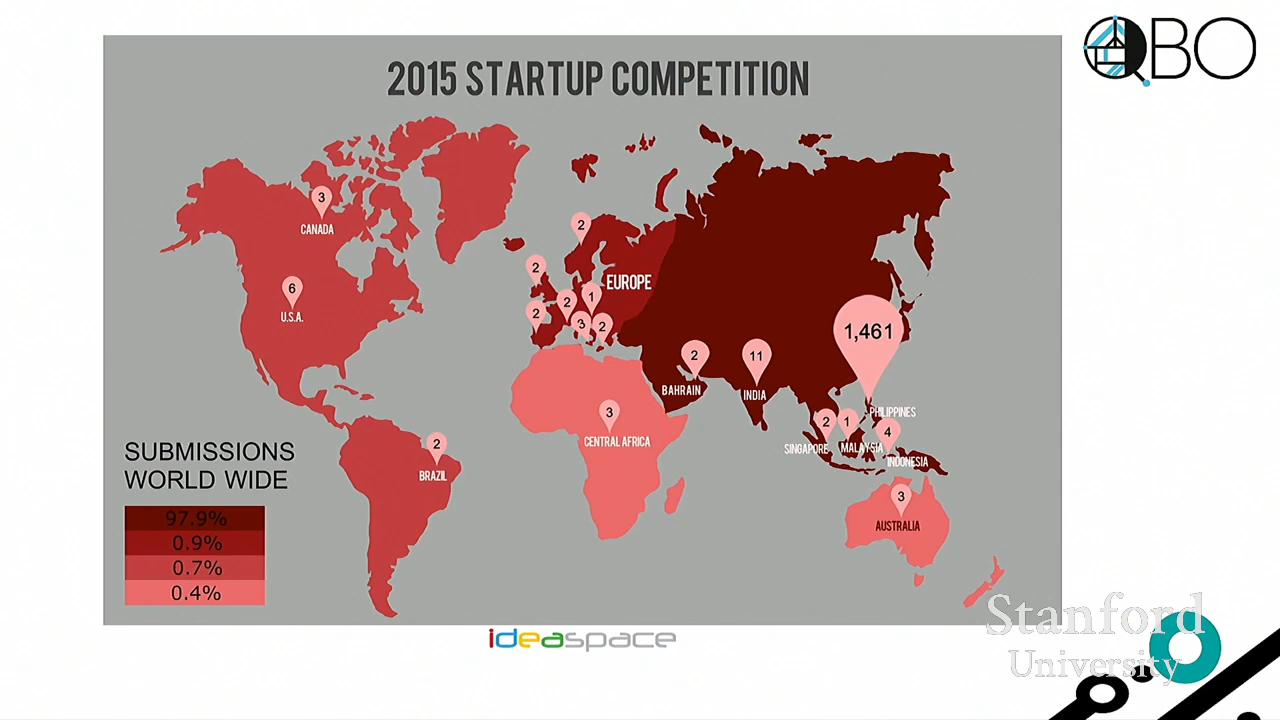 QBO
2015 STARTUP COMPETITION
3
CANADA
6
U.S.A.
2
BRAZIL
2
2
EUROPE
2
1
2
3
2
3
CENTRAL AFRICA
2
BAHRAIN
11
INDIA
1,461
PHILIPPINES
2
SINGAPORE
1
MALAYSIA
4
INDONESIA
3
AUSTRALIA
SUBMISSIONS
WORLD WIDE
97.9%
0.9%
0.7%
0.4%
ideaspace
Stanford
University